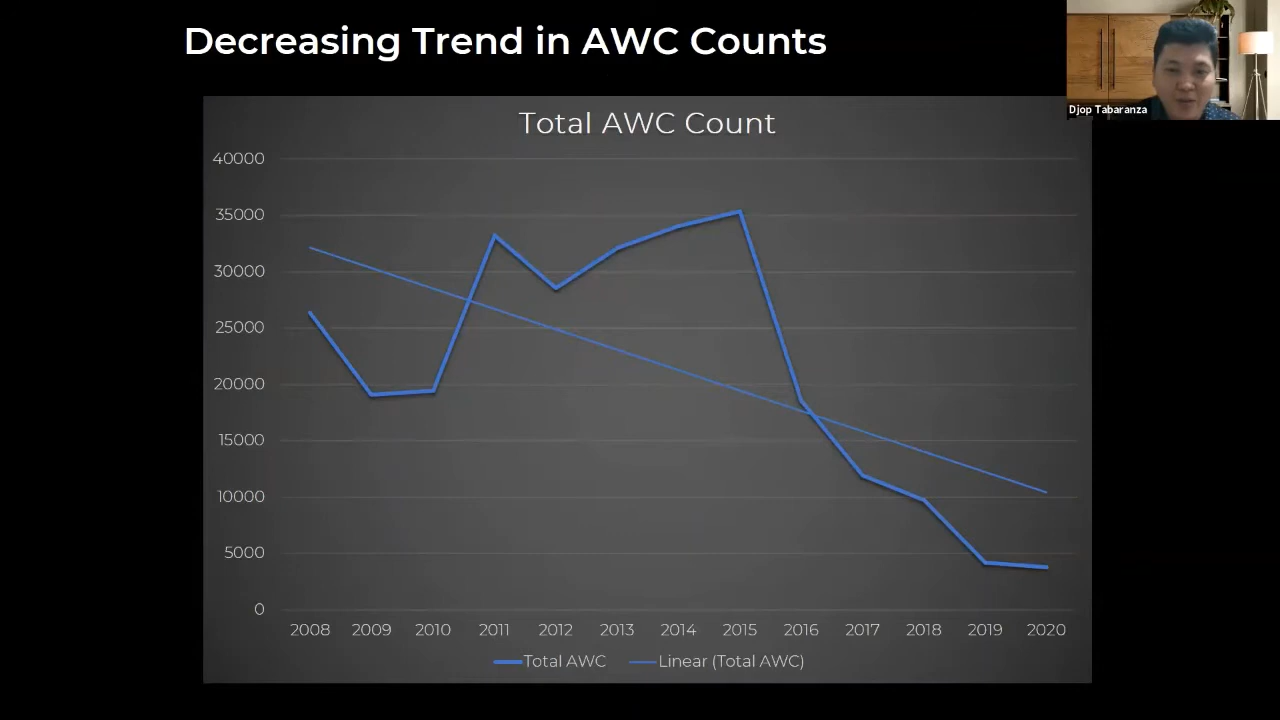 Decreasing Trend in AWC Counts
Djop Tabaranza
Total AWC Count
40000
35000
30000
25000
20000
15000
10000
5000
0
2008 2009 2010 2011 2012 2013 2014 2015 2016 2017 2018 2019 2020
Total AWC Linear (Total AWC)